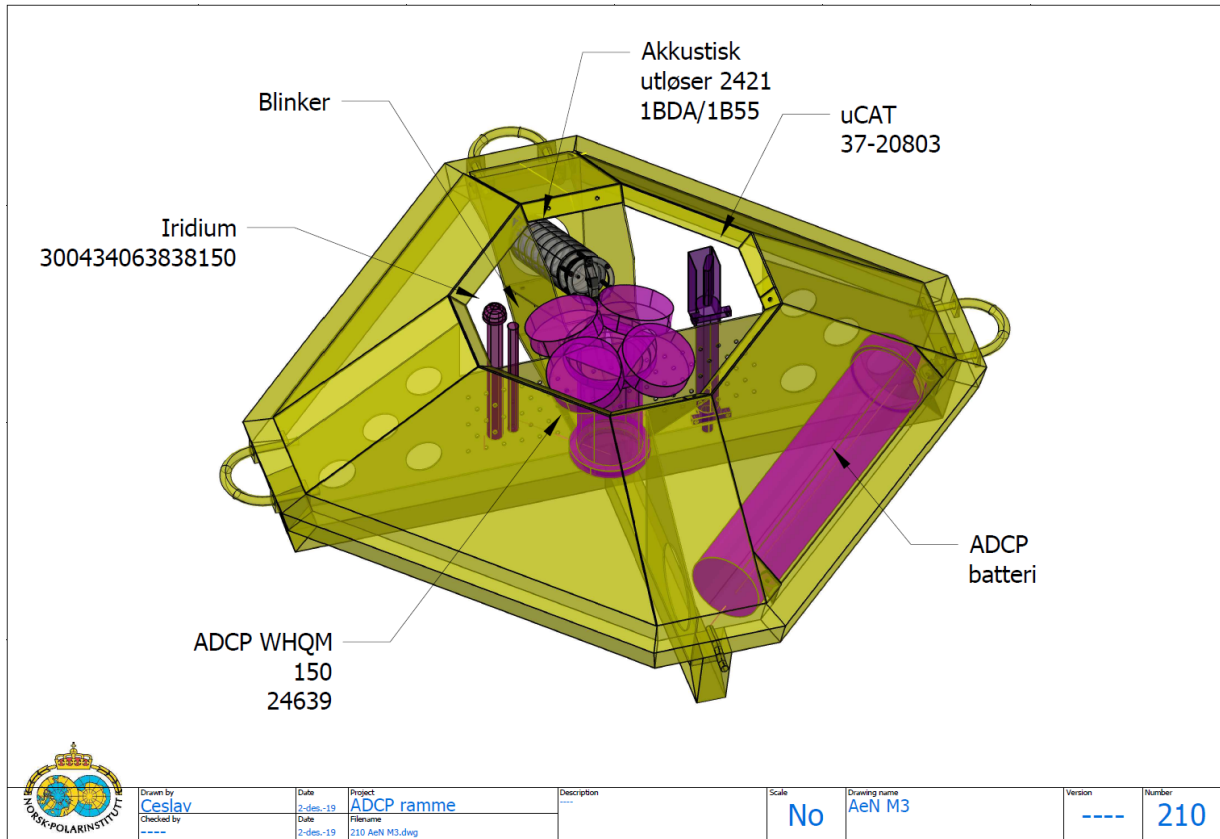 Akkustisk
utløser 2421
1BDA/1B55
Blinker
uCAT
37-20803
Iridium
300434063838150
ADCP
batteri
ADCP WHQM
150
24639
NORSK-POLARINSTITUTT
Drawn by
Ceslav
Checked by
----
Date
2-des.-19
Date
2-des.-19
Project
ADCP ramme
Filename
210 AeN M3.dwg
Description
----
Scale
No
Drawing name
AeN M3
Version
----
Number
210